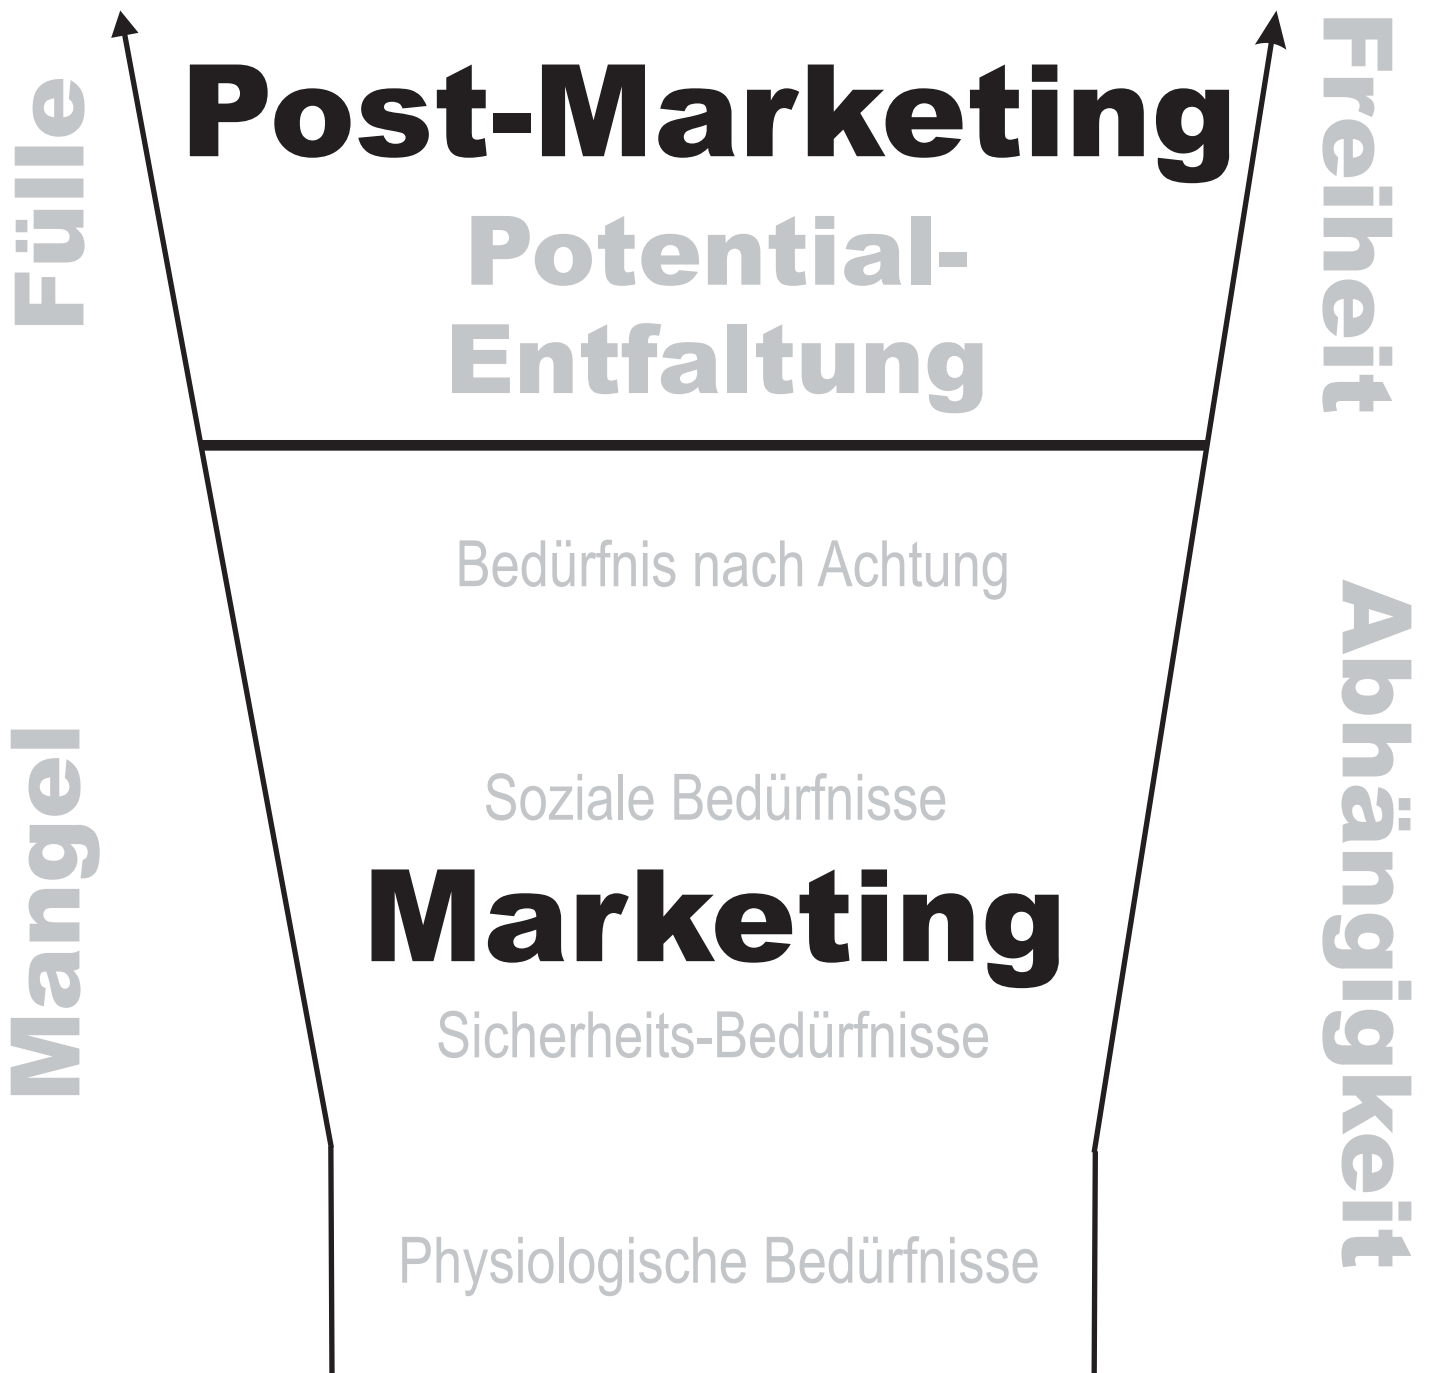 Post-Marketing
Potential-
Entfaltung
Fülle
Freiheit
Bedürfnis nach Achtung
Soziale Bedürfnisse
Marketing
Sicherheits-Bedürfnisse
Physiologische Bedürfnisse
Mangel
Abhängigkeit